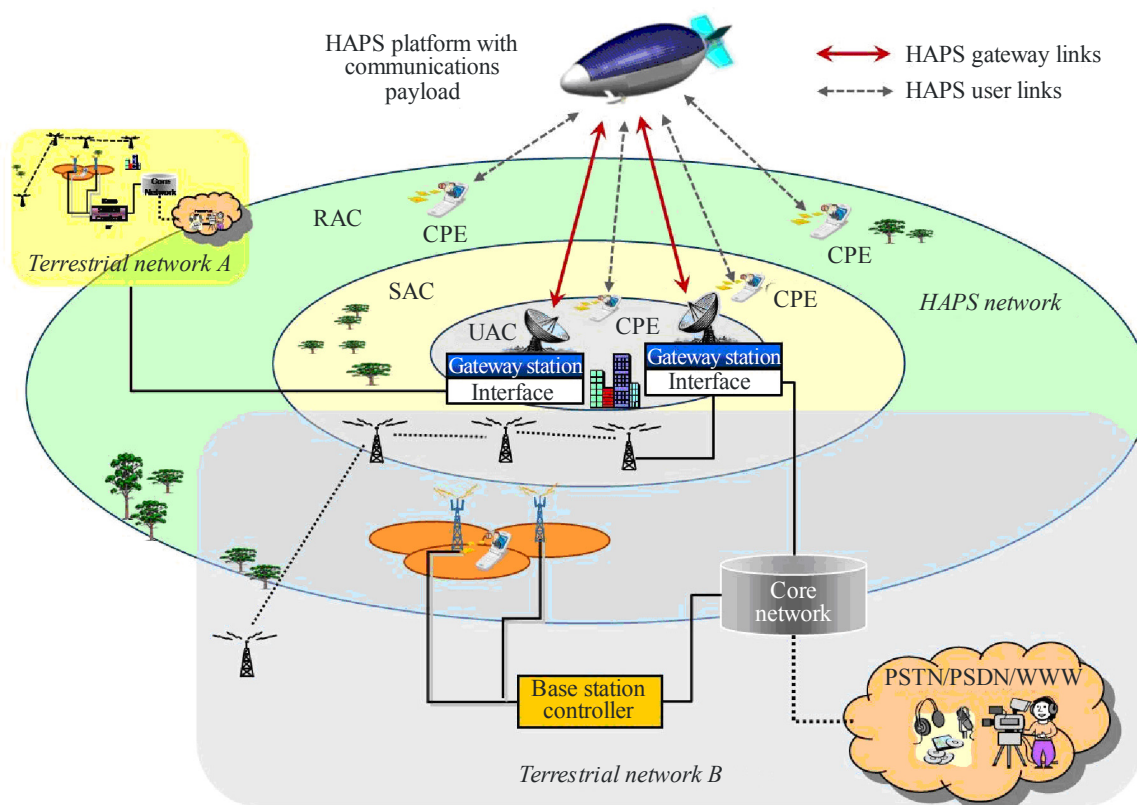 HAPS platform with
communications
payload
HAPS gateway links
HAPS user links
Core
Network
Terrestrial network A
RAC
CPE
CPE
HAPS network
SAC
CPE
UAC
CPE
Gateway station
Interface
Gateway station
Interface
Core
network
Base station
controller
PSTN/PSDN/WWW
Terrestrial network B